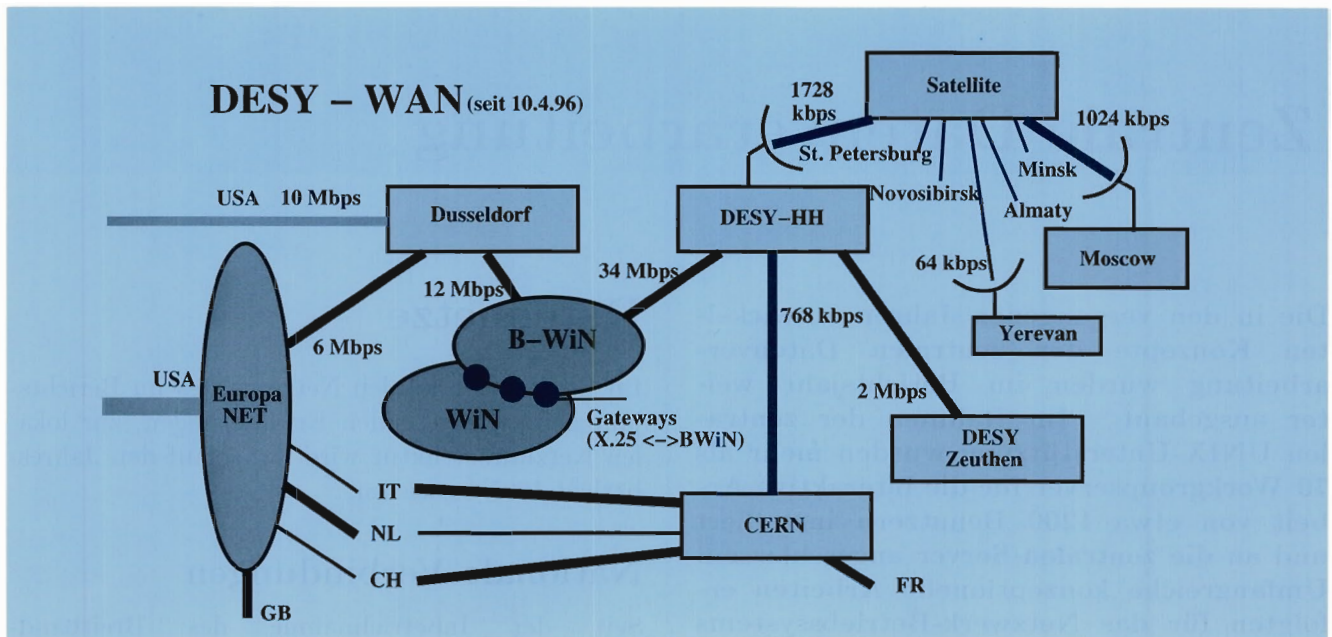 DESY – WAN (seit 10.4.96)
Satellite
1728
kbps
1024 kbps
St. Petersburg
Minsk
Novosibirsk
Almaty
USA 10 Mbps
Dusseldorf
DESY–HH
Moscow
64 kbps
34 Mbps
12 Mbps
768 kbps
B–WiN
Yerevan
6 Mbps
USA
Europa
NET
WiN
Gateways
(X.25 <–>BWiN)
2 Mbps
DESY
Zeuthen
IT
NL
CH
CERN
FR
GB